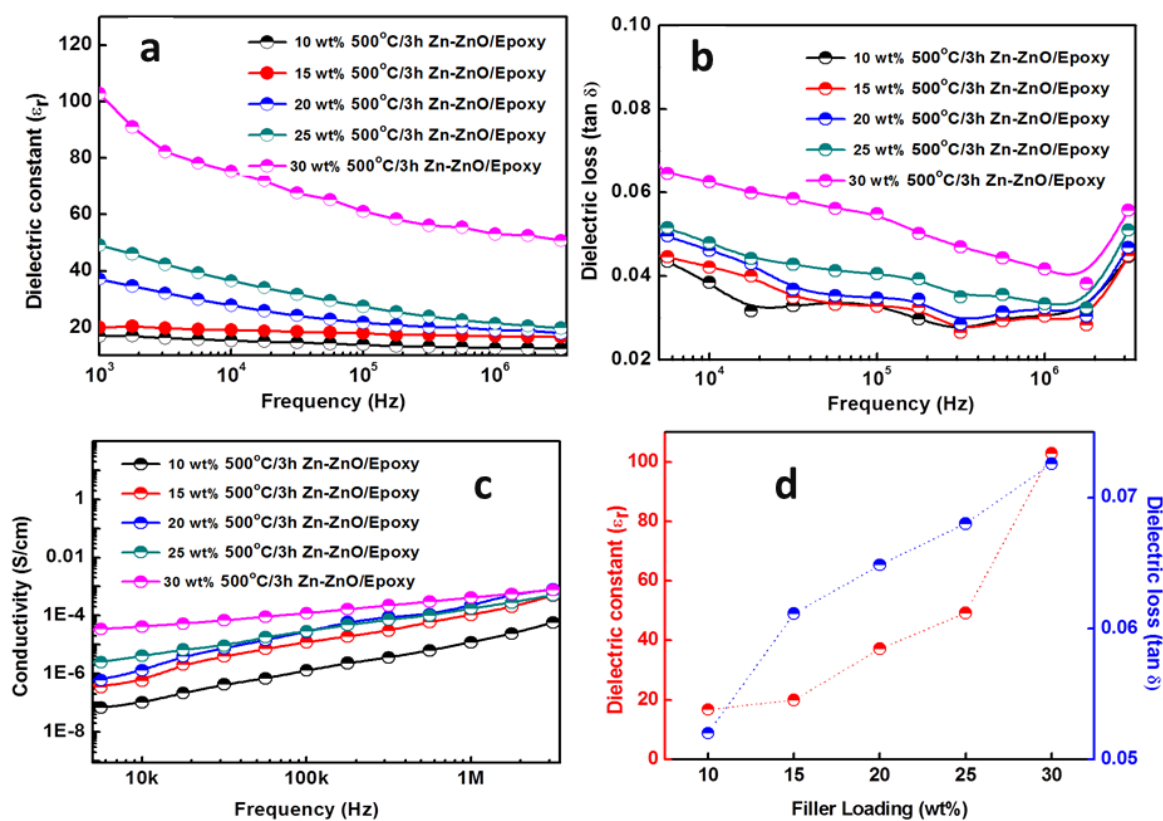 a
10 wt% 500°C/3h Zn-ZnO/Epoxy
15 wt% 500°C/3h Zn-ZnO/Epoxy
20 wt% 500°C/3h Zn-ZnO/Epoxy
25 wt% 500°C/3h Zn-ZnO/Epoxy
30 wt% 500°C/3h Zn-ZnO/Epoxy
Dielectric constant (εr)
120
100
80
60
40
20
10³ 10⁴ 10⁵ 10⁶
Frequency (Hz)
b
10 wt% 500°C/3h Zn-ZnO/Epoxy
15 wt% 500°C/3h Zn-ZnO/Epoxy
20 wt% 500°C/3h Zn-ZnO/Epoxy
25 wt% 500°C/3h Zn-ZnO/Epoxy
30 wt% 500°C/3h Zn-ZnO/Epoxy
Dielectric loss (tan δ)
0.10
0.08
0.06
0.04
0.02
10⁴ 10⁵ 10⁶
Frequency (Hz)
c
10 wt% 500°C/3h Zn-ZnO/Epoxy
15 wt% 500°C/3h Zn-ZnO/Epoxy
20 wt% 500°C/3h Zn-ZnO/Epoxy
25 wt% 500°C/3h Zn-ZnO/Epoxy
30 wt% 500°C/3h Zn-ZnO/Epoxy
Conductivity (S/cm)
1
0.01
1E-4
1E-6
1E-8
10k 100k 1M
Frequency (Hz)
d
Dielectric constant (εr)
100
80
60
40
20
0
Dielectric loss (tan δ)
0.07
0.06
0.05
10 15 20 25 30
Filler Loading (wt%)